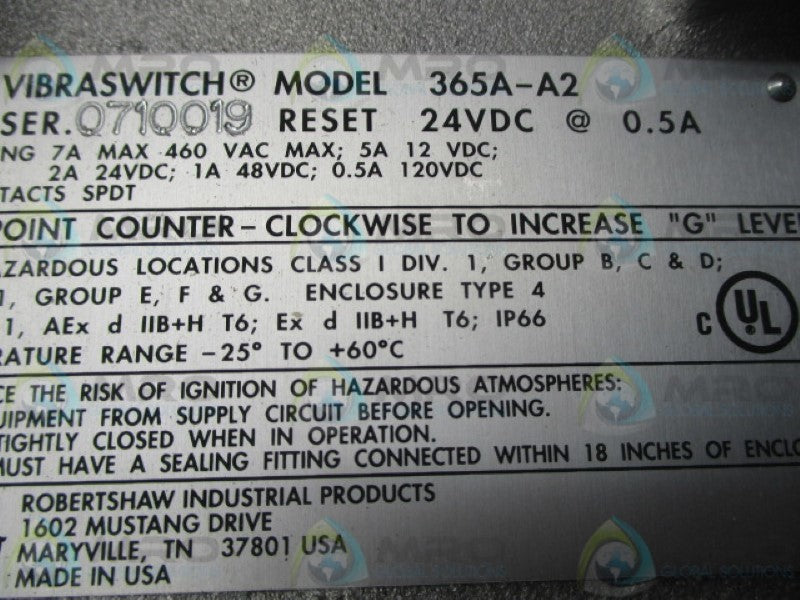 VIBRASWITCH® MODEL 365A-A2
SER. 0710019 RESET 24VDC @ 0.5A
NG 7A MAX 460 VAC MAX; 5A 12 VDC;
2A 24VDC; 1A 48VDC; 0.5A 120VDC
TACTS SPDT
POINT COUNTER – CLOCKWISE TO INCREASE "G" LEVE
AZARDOUS LOCATIONS CLASS I DIV. 1, GROUP B, C & D;
1, GROUP E, F & G. ENCLOSURE TYPE 4
1, AEx d IIB+H T6; Ex d IIB+H T6; IP66
C UL
RATURE RANGE –25° TO +60°C
CE THE RISK OF IGNITION OF HAZARDOUS ATMOSPHERES:
UIPMENT FROM SUPPLY CIRCUIT BEFORE OPENING.
TIGHTLY CLOSED WHEN IN OPERATION.
MUST HAVE A SEALING FITTING CONNECTED WITHIN 18 INCHES OF ENCLO
ROBERTSHAW INDUSTRIAL PRODUCTS
1602 MUSTANG DRIVE
T MARYVILLE, TN 37801 USA
MADE IN USA
MRO
GLOBAL SOLUTIONS